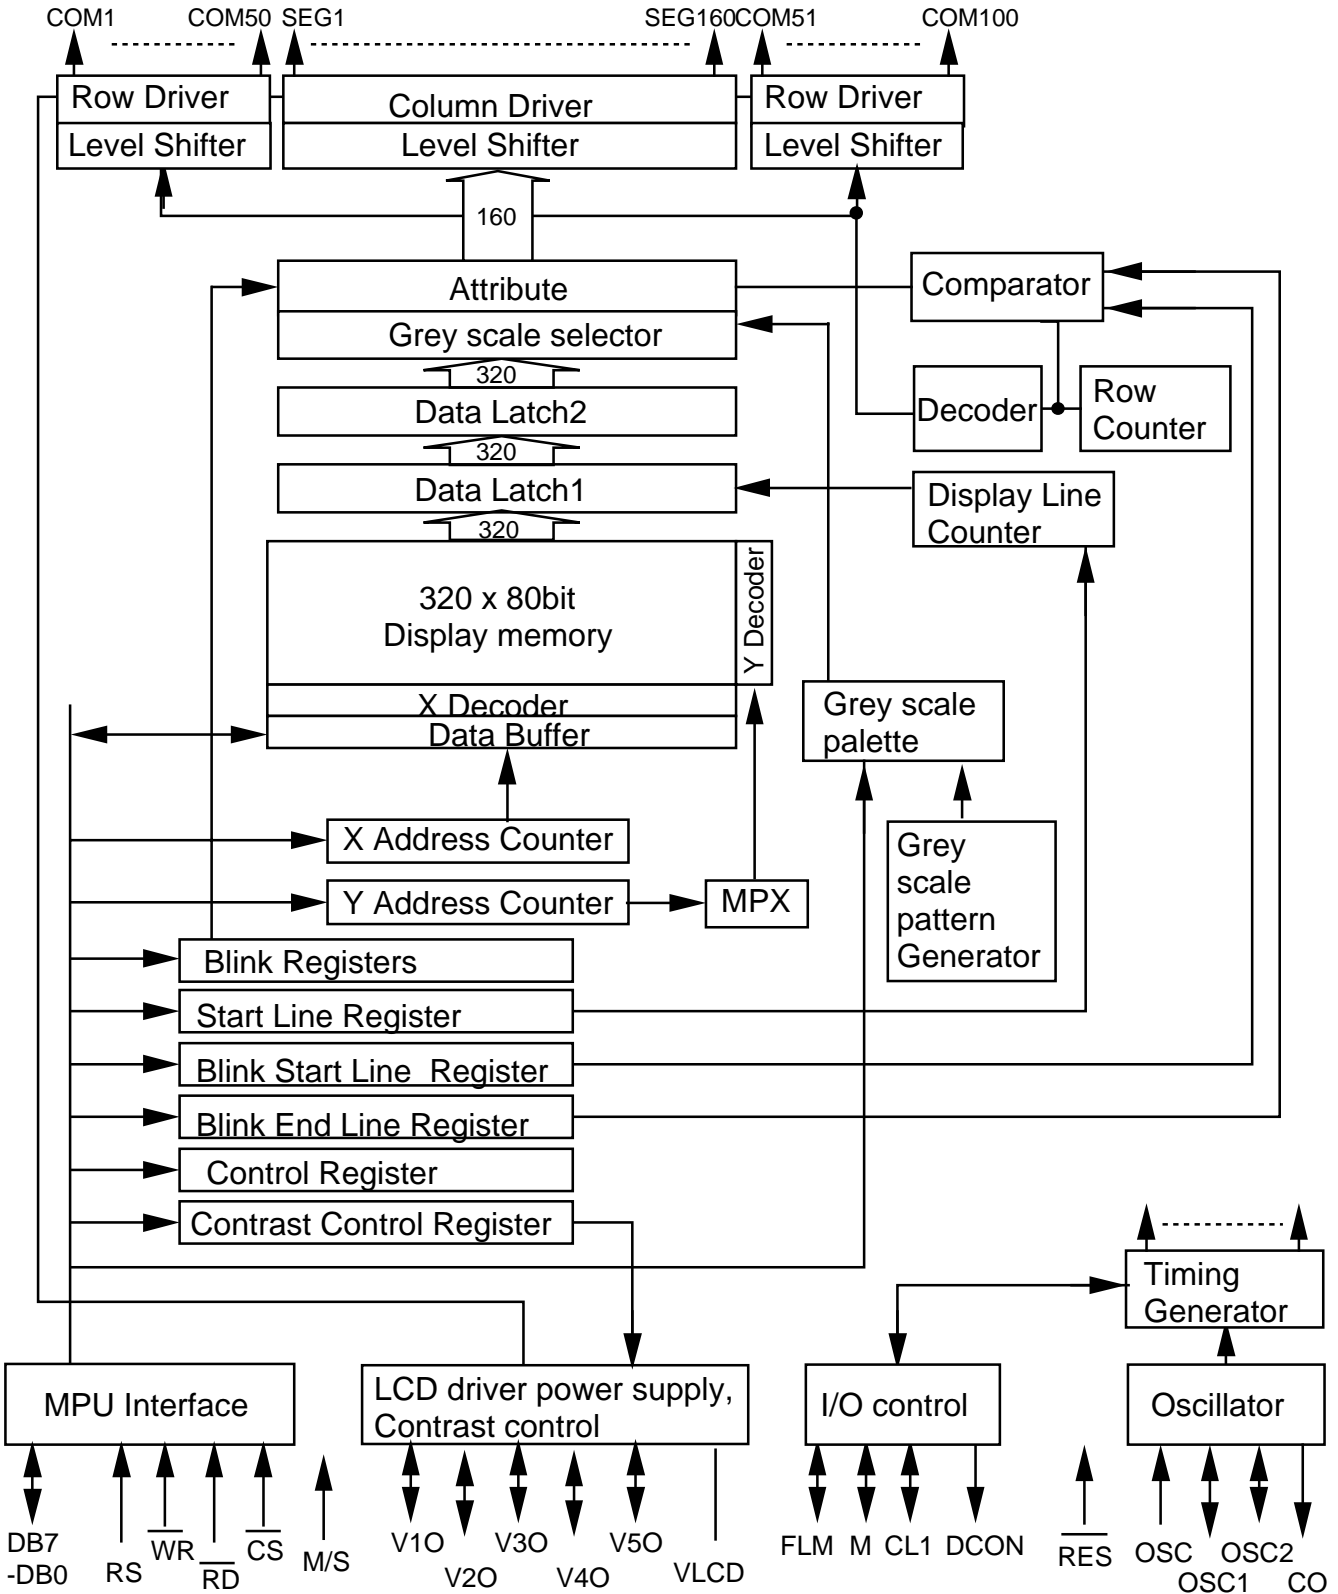 COM1 COM50 SEG1 SEG160 COM51 COM100
Row Driver
Level Shifter
Column Driver
Level Shifter
Row Driver
Level Shifter
160
Attribute
Grey scale selector
Comparator
320
Data Latch2
Decoder
Row
Counter
320
Data Latch1
Display Line
Counter
320
320 x 80bit
Display memory
Y Decoder
X Decoder
Data Buffer
Grey scale
palette
X Address Counter
Y Address Counter
MPX
Grey
scale
pattern
Generator
Blink Registers
Start Line Register
Blink Start Line Register
Blink End Line Register
Control Register
Contrast Control Register
Timing
Generator
MPU Interface
LCD driver power supply,
Contrast control
I/O control
Oscillator
DB7
-DB0
RS
WR
RD
CS
M/S
V1O
V2O
V3O
V4O
V5O
VLCD
FLM
M
CL1
DCON
RES
OSC
OSC1
OSC2
CO